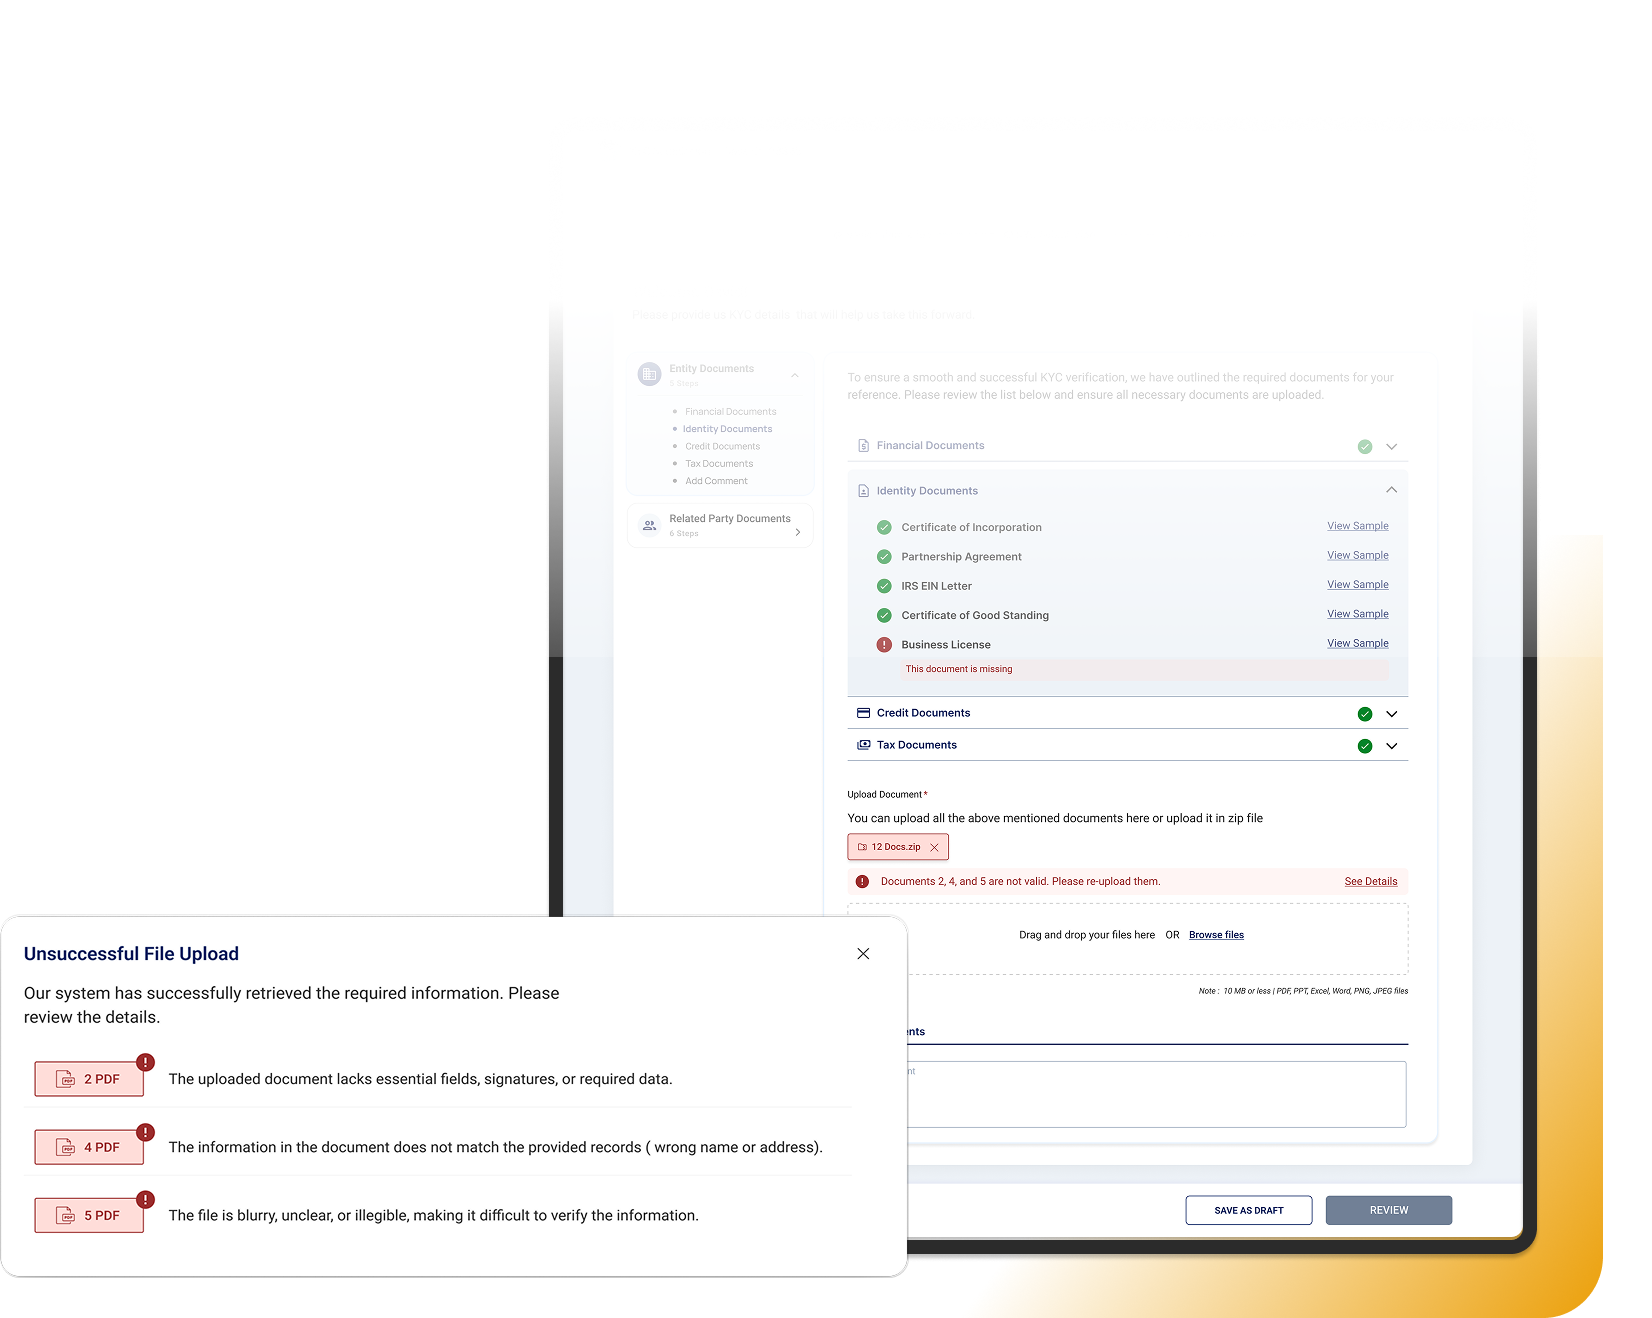 Please provide us KYC details, that will help us take this forward.
Entity Documents
5 Steps
Financial Documents
Identity Documents
Credit Documents
Tax Documents
Add Comment
Related Party Documents
6 Steps
To ensure a smooth and successful KYC verification, we have outlined the required documents for your
reference. Please review the list below and ensure all necessary documents are uploaded.
Financial Documents
Identity Documents
Certificate of Incorporation View Sample
Partnership Agreement View Sample
IRS EIN Letter View Sample
Certificate of Good Standing View Sample
Business License View Sample
This document is missing
Credit Documents
Tax Documents
Upload Document*
You can upload all the above mentioned documents here or upload it in zip file
12 Docs.zip
Documents 2, 4, and 5 are not valid. Please re-upload them. See Details
Drag and drop your files here OR Browse files
Note : 10 MB or less | PDF, PPT, Excel, Word, PNG, JPEG files
SAVE AS DRAFT REVIEW
Unsuccessful File Upload
Our system has successfully retrieved the required information. Please
review the details.
2 PDF The uploaded document lacks essential fields, signatures, or required data.
4 PDF The information in the document does not match the provided records ( wrong name or address).
5 PDF The file is blurry, unclear, or illegible, making it difficult to verify the information.